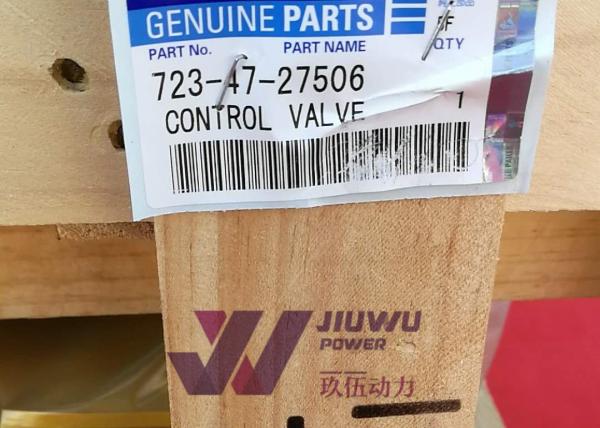 GENUINE PARTS
PART No. PART NAME QTY
723-47-27506
CONTROL VALVE 1
JIUWU
POWER
玖伍动力